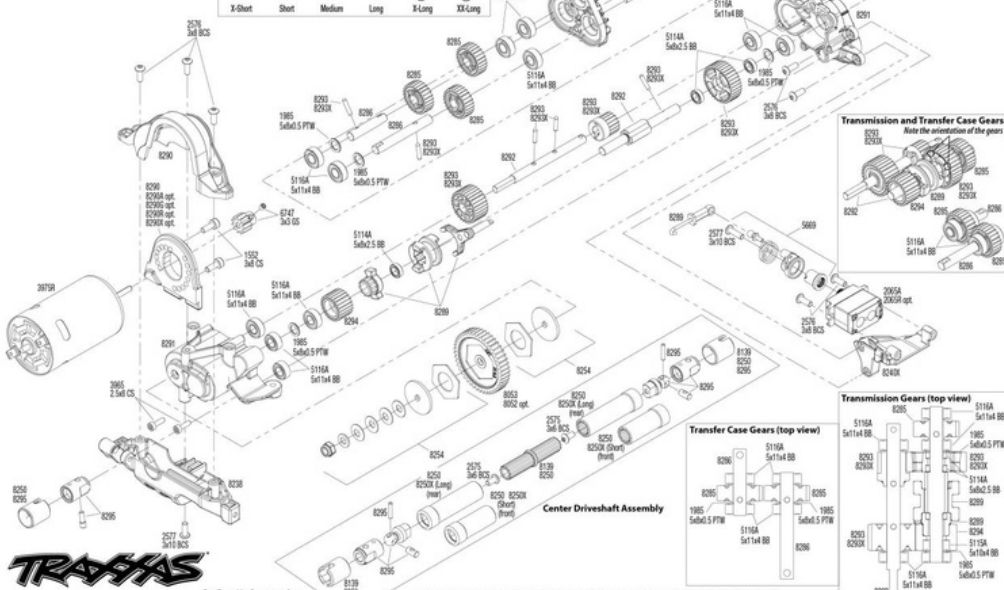 X-Short Short Medium Long X-Long XX-Long
2576
3x8 BCS
5116A
5x11x4 BB
8291
8285
5114A
5x8x2.5 BB
8285
5116A
5x11x4 BB
1985
5x8x0.5 PTW
8293
8293X
8293
8293X
8286
8285
8293
8293X
8292
2576
3x8 BCS
1985
5x8x0.5 PTW
8286
8293
8293X
8293
8293X
8290
8293
8293X
8292
5116A
5x11x4 BB
1985
5x8x0.5 PTW
8293
8293X
8290
8290A opt.
8290G opt.
8290R opt.
8290X opt.
6747
3x3 GS
1552
3x8 CS
5114A
5x8x2.5 BB
8289
2577
3x10 BCS
5669
3975R
5116A
5x11x4 BB
5116A
5x11x4 BB
8294
8289
2065A
2065R opt.
2576
3x8 BCS
8291
1985
5x8x0.5 PTW
5116A
5x11x4 BB
8240X
3965
2.5x8 CS
8053
8052 opt.
8254
8295
8139
8250
8295
8295
8250
8250X (Long)
(rear)
2575
3x6 BCS
8250
8250X (Short)
(front)
8254
8139
8250
2575
3x6 BCS
8250
8250X (Long)
(rear)
8250 8250X
(Short)
(front)
8238
8250
8295
8295
8295
Center Driveshaft Assembly
2577
3x10 BCS
8295
8139
TRAXXAS
Transmission and Transfer Case Gears
Note the orientation of the gears
8293
8293X
8285
8293
8293X
8289
8294
8292
8285
8286
5116A
5x11x4 BB
8286
8285
Transfer Case Gears (top view)
8286
5116A
5x11x4 BB
8285
8285
1985
5x8x0.5 PTW
1985
5x8x0.5 PTW
5116A
5x11x4 BB
8286
Transmission Gears (top view)
8285
5116A
5x11x4 BB
5116A
5x11x4 BB
1985
5x8x0.5 PTW
8293
8293X
8293
8293X
5114A
5x8x2.5 BB
8289
8289
8294
8293
8293X
5115A
5x10x4 BB
1985
5x8x0.5 PTW
5116A
5x11x4 BB